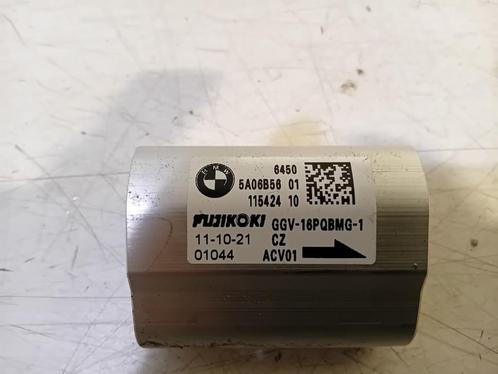 BMW
6450
5A06B56 01
115424 10
FUJIKOKI GGV-16PQBMG-1
11-10-21 CZ
01044 ACV01